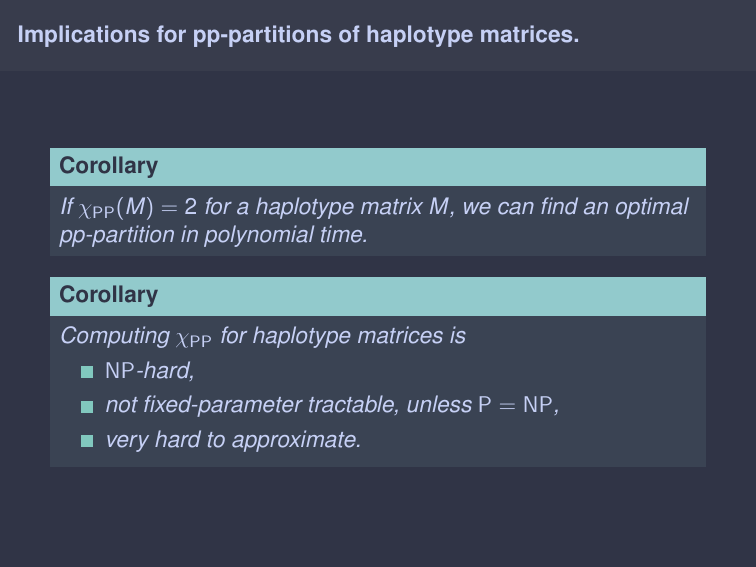 Implications for pp-partitions of haplotype matrices.
Corollary
If χPP(M) = 2 for a haplotype matrix M, we can find an optimal
pp-partition in polynomial time.
Corollary
Computing χPP for haplotype matrices is
NP-hard,
not fixed-parameter tractable, unless P = NP,
very hard to approximate.